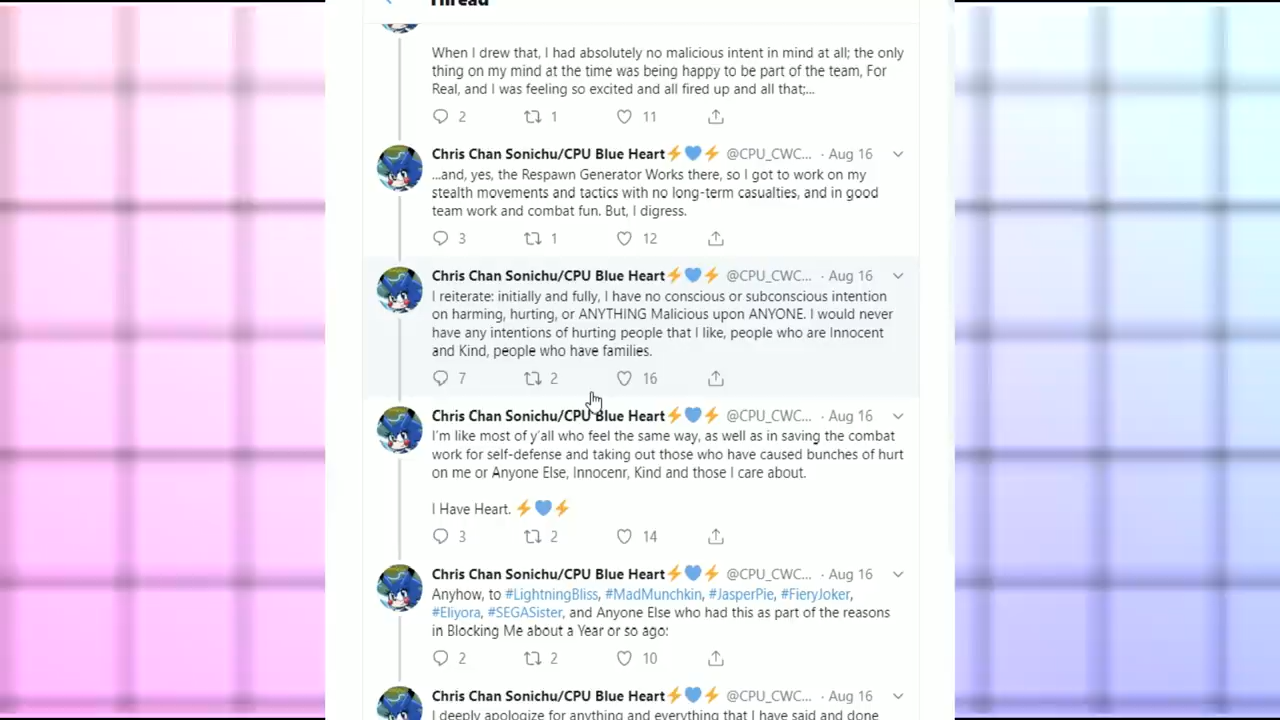 Thread
When I drew that, I had absolutely no malicious intent in mind at all; the only
thing on my mind at the time was being happy to be part of the team, For
Real, and I was feeling so excited and all fired up and all that;...
2 1 11
Chris Chan Sonichu/CPU Blue Heart⚡💙⚡ @CPU_CWC... · Aug 16
...and, yes, the Respawn Generator Works there, so I got to work on my
stealth movements and tactics with no long-term casualties, and in good
team work and combat fun. But, I digress.
3 1 12
Chris Chan Sonichu/CPU Blue Heart⚡💙⚡ @CPU_CWC... · Aug 16
I reiterate: initially and fully, I have no conscious or subconscious intention
on harming, hurting, or ANYTHING Malicious upon ANYONE. I would never
have any intentions of hurting people that I like, people who are Innocent
and Kind, people who have families.
7 2 16
Chris Chan Sonichu/CPU Blue Heart⚡💙⚡ @CPU_CWC... · Aug 16
I'm like most of y'all who feel the same way, as well as in saving the combat
work for self-defense and taking out those who have caused bunches of hurt
on me or Anyone Else, Innocenr, Kind and those I care about.
I Have Heart. ⚡💙⚡
3 2 14
Chris Chan Sonichu/CPU Blue Heart⚡💙⚡ @CPU_CWC... · Aug 16
Anyhow, to #LightningBliss, #MadMunchkin, #JasperPie, #FieryJoker,
#Eliyora, #SEGASister, and Anyone Else who had this as part of the reasons
in Blocking Me about a Year or so ago:
2 2 10
Chris Chan Sonichu/CPU Blue Heart⚡💙⚡ @CPU_CWC... · Aug 16
I deeply apologize for anything and everything that I have said and done